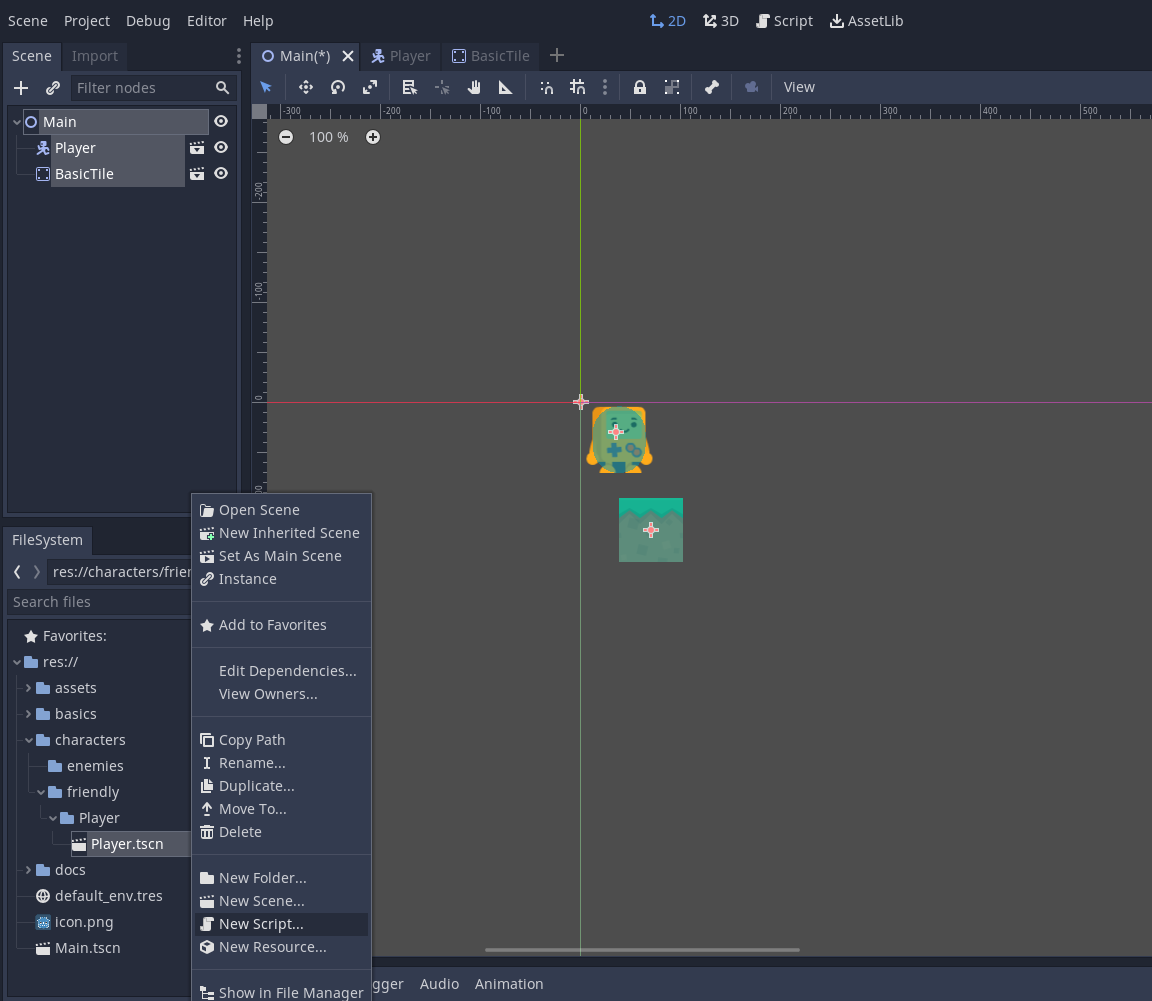 Scene Project Debug Editor Help 2D 3D Script AssetLib
Scene Import Main(*) Player BasicTile
Filter nodes View
-300 -200 -100 0 100 200 300 400 500
Main
100 %
Player
BasicTile
-200
-100
0
Open Scene
New Inherited Scene
FileSystem
Set As Main Scene
res://characters/frien
Instance
Search files
Add to Favorites
Favorites:
res://
Edit Dependencies...
assets
View Owners...
basics
characters
Copy Path
enemies
Rename...
friendly
Duplicate...
Player
Move To...
Player.tscn
Delete
docs
New Folder...
default_env.tres
New Scene...
icon.png
New Script...
Main.tscn
New Resource...
gger Audio Animation
Show in File Manager